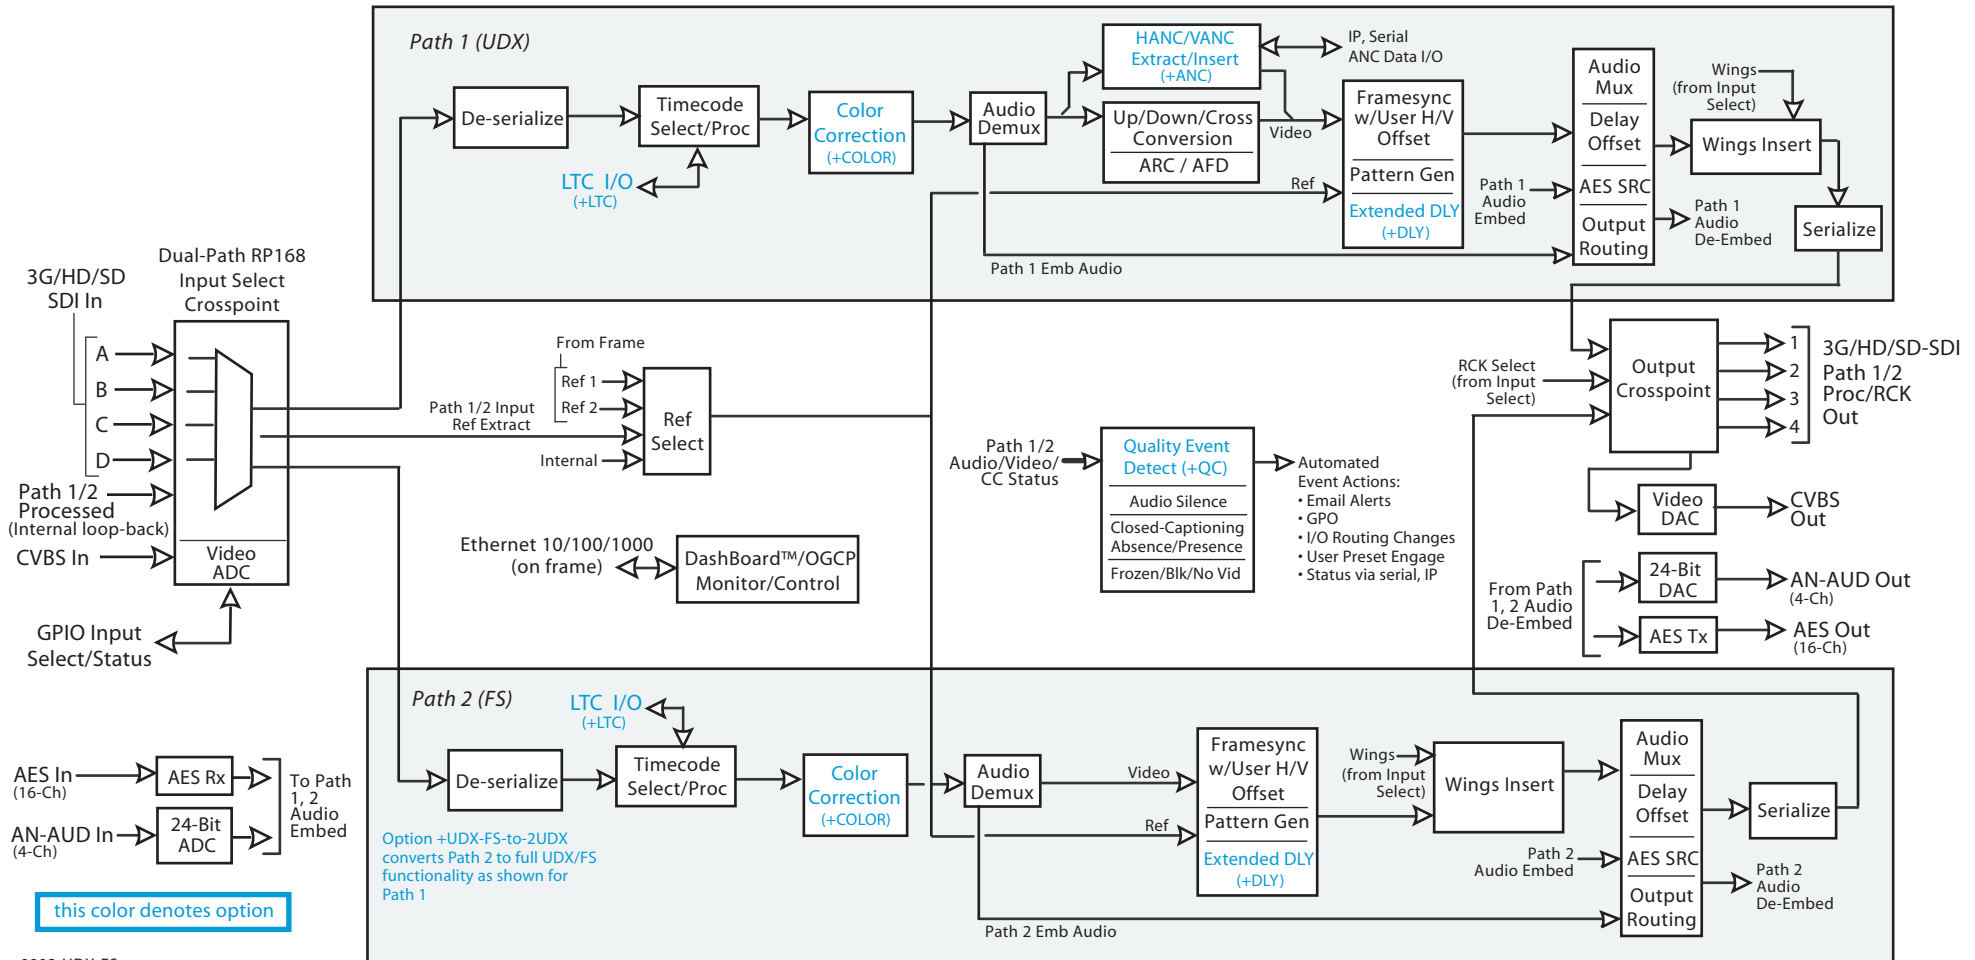 Path 1 (UDX)
De-serialize
Timecode
Select/Proc
LTC I/O
(+LTC)
Color
Correction
(+COLOR)
Audio
Demux
HANC/VANC
Extract/Insert
(+ANC)
IP, Serial
ANC Data I/O
Up/Down/Cross
Conversion
ARC / AFD
Video
Ref
Framesync
w/User H/V
Offset
Pattern Gen
Extended DLY
(+DLY)
Path 1 Emb Audio
Path 1
Audio
Embed
Audio
Mux
Delay
Offset
AES SRC
Output
Routing
Wings
(from Input
Select)
Wings Insert
Path 1
Audio
De-Embed
Serialize
Dual-Path RP168
Input Select
Crosspoint
3G/HD/SD
SDI In
A
B
C
D
Path 1/2
Processed
(Internal loop-back)
CVBS In
Video
ADC
GPIO Input
Select/Status
From Frame
Ref 1
Ref 2
Path 1/2 Input
Ref Extract
Internal
Ref
Select
Ethernet 10/100/1000
(on frame)
DashBoard™/OGCP
Monitor/Control
Path 1/2
Audio/Video/
CC Status
Quality Event
Detect (+QC)
Audio Silence
Closed-Captioning
Absence/Presence
Frozen/Blk/No Vid
Automated
Event Actions:
• Email Alerts
• GPO
• I/O Routing Changes
• User Preset Engage
• Status via serial, IP
RCK Select
(from Input
Select)
Output
Crosspoint
1
2
3
4
3G/HD/SD-SDI
Path 1/2
Proc/RCK
Out
Video
DAC
CVBS
Out
From Path
1, 2 Audio
De-Embed
24-Bit
DAC
AN-AUD Out
(4-Ch)
AES Tx
AES Out
(16-Ch)
Path 2 (FS)
LTC I/O
(+LTC)
De-serialize
Timecode
Select/Proc
Color
Correction
(+COLOR)
Audio
Demux
Video
Ref
Framesync
w/User H/V
Offset
Pattern Gen
Extended DLY
(+DLY)
Wings
(from Input
Select)
Wings Insert
Path 2
Audio Embed
Audio
Mux
Delay
Offset
AES SRC
Output
Routing
Serialize
Path 2
Audio
De-Embed
Path 2 Emb Audio
Option +UDX-FS-to-2UDX
converts Path 2 to full UDX/FS
functionality as shown for
Path 1
AES In
(16-Ch)
AES Rx
AN-AUD In
(4-Ch)
24-Bit
ADC
To Path
1, 2
Audio
Embed
this color denotes option